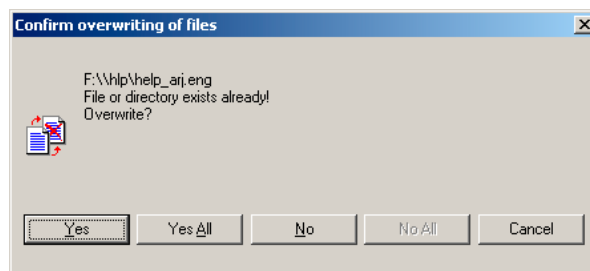 Confirm overwriting of files
F:\\hlp\help_arj.eng
File or directory exists already!
Overwrite?
Yes
Yes All
No
No All
Cancel